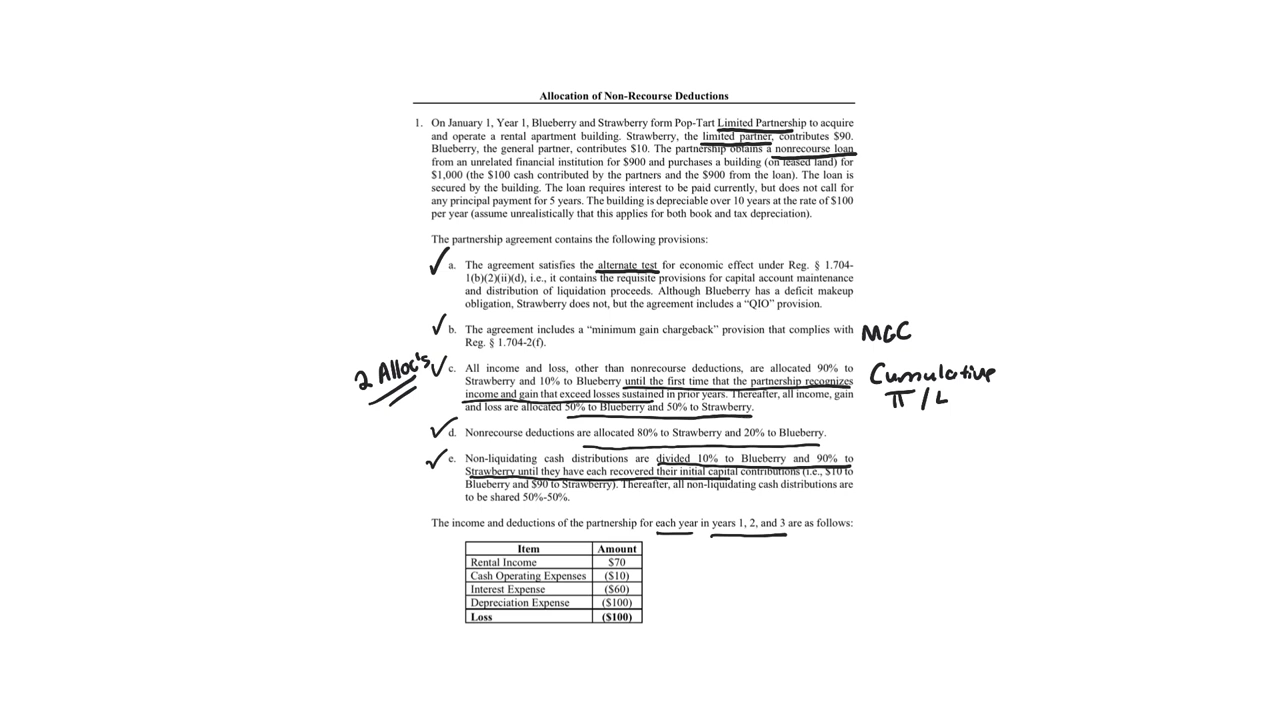 Allocation of Non-Recourse Deductions
1. On January 1, Year 1, Blueberry and Strawberry form Pop-Tart Limited Partnership to acquire
and operate a rental apartment building. Strawberry, the limited partner, contributes $90.
Blueberry, the general partner, contributes $10. The partnership obtains a nonrecourse loan
from an unrelated financial institution for $900 and purchases a building (on leased land) for
$1,000 (the $100 cash contributed by the partners and the $900 from the loan). The loan is
secured by the building. The loan requires interest to be paid currently, but does not call for
any principal payment for 5 years. The building is depreciable over 10 years at the rate of $100
per year (assume unrealistically that this applies for both book and tax depreciation).
The partnership agreement contains the following provisions:
a. The agreement satisfies the alternate test for economic effect under Reg. § 1.704-
1(b)(2)(ii)(d), i.e., it contains the requisite provisions for capital account maintenance
and distribution of liquidation proceeds. Although Blueberry has a deficit makeup
obligation, Strawberry does not, but the agreement includes a “QIO” provision.
b. The agreement includes a “minimum gain chargeback” provision that complies with
Reg. § 1.704-2(f).
MGC
2 Alloc's
c. All income and loss, other than nonrecourse deductions, are allocated 90% to
Strawberry and 10% to Blueberry until the first time that the partnership recognizes
income and gain that exceed losses sustained in prior years. Thereafter, all income, gain
and loss are allocated 50% to Blueberry and 50% to Strawberry.
Cumulative
π / L
d. Nonrecourse deductions are allocated 80% to Strawberry and 20% to Blueberry.
e. Non-liquidating cash distributions are divided 10% to Blueberry and 90% to
Strawberry until they have each recovered their initial capital contributions (i.e., $10 to
Blueberry and $90 to Strawberry). Thereafter, all non-liquidating cash distributions are
to be shared 50%-50%.
The income and deductions of the partnership for each year in years 1, 2, and 3 are as follows:
Item Amount
Rental Income $70
Cash Operating Expenses ($10)
Interest Expense ($60)
Depreciation Expense ($100)
Loss ($100)